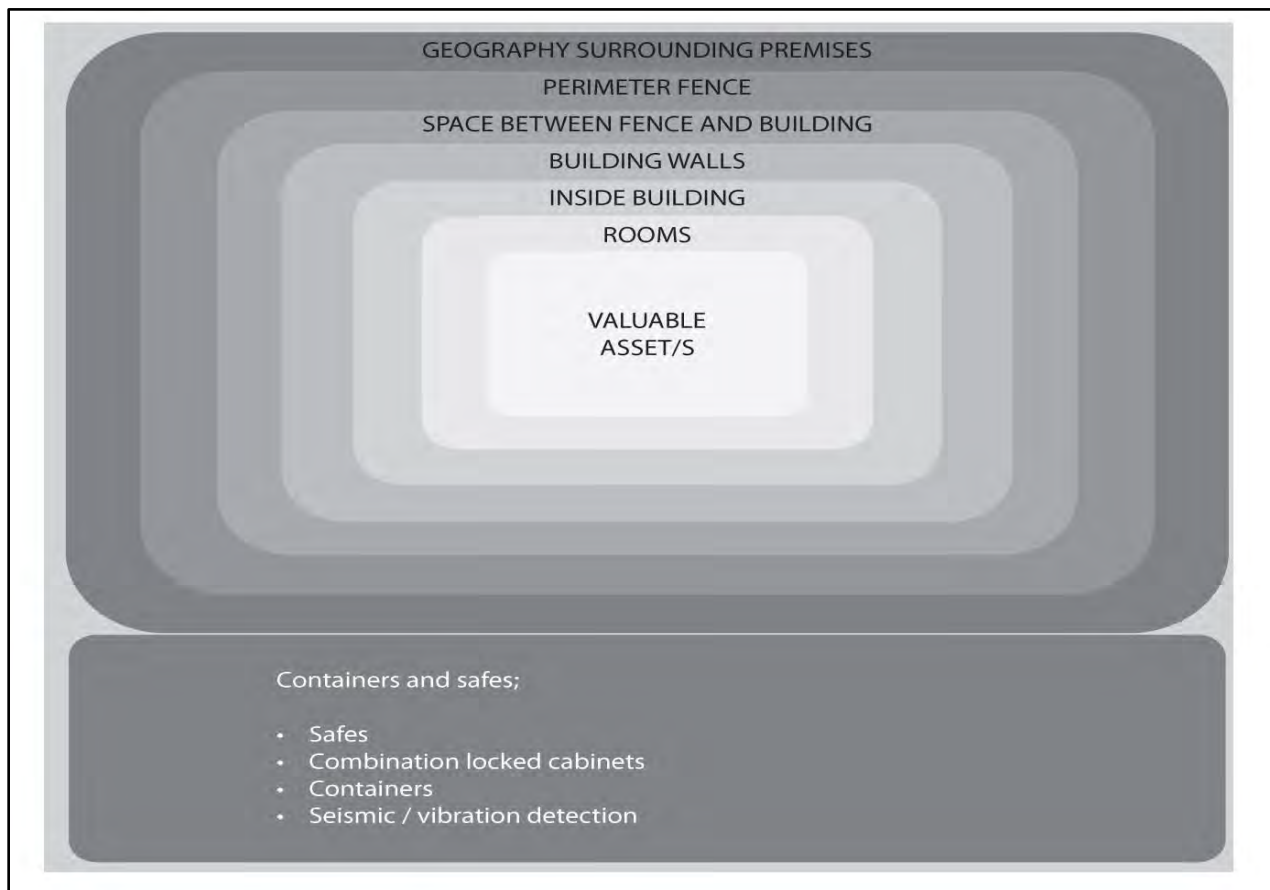 GEOGRAPHY SURROUNDING PREMISES
PERIMETER FENCE
SPACE BETWEEN FENCE AND BUILDING
BUILDING WALLS
INSIDE BUILDING
ROOMS
VALUABLE
ASSET/S
Containers and safes;
• Safes
• Combination locked cabinets
• Containers
• Seismic / vibration detection